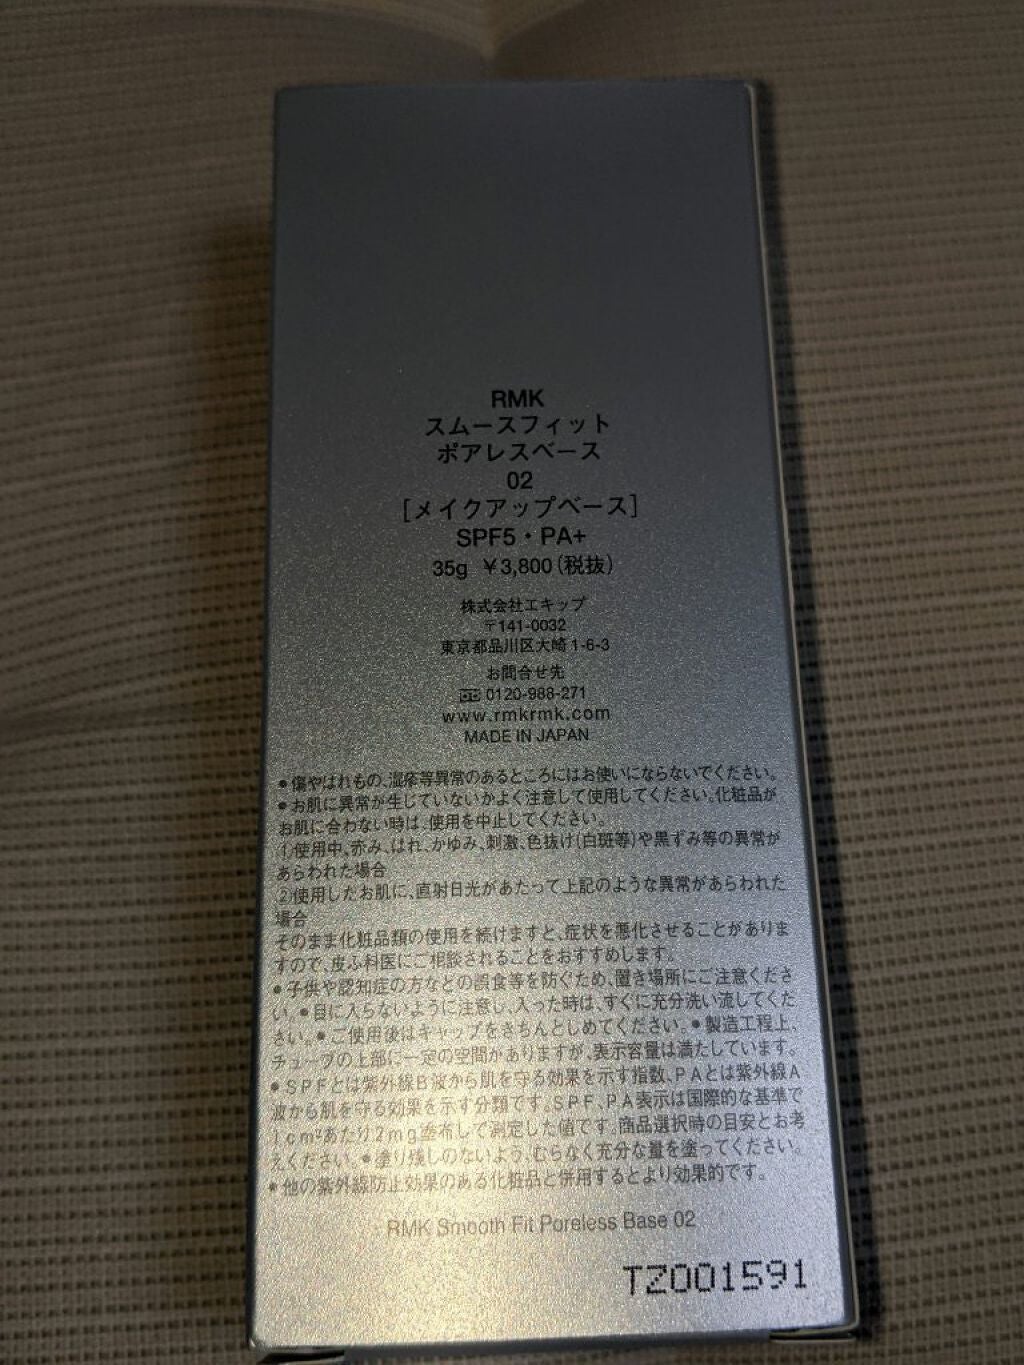 RMK
スムースフィット
ポアレスベース
02
[メイクアップベース]
SPF5・PA+
35g ￥3,800(税抜)
株式会社エキップ
〒141-0032
東京都品川区大崎1-6-3
お問合せ先
0120-988-271
www.rmkrmk.com
MADE IN JAPAN
●傷やはれもの、湿疹等異常のあるところにはお使いにならないでください。
●お肌に異常が生じていないかよく注意して使用してください。化粧品が
お肌に合わない時は、使用を中止してください。
①使用中、赤み、はれ、かゆみ、刺激、色抜け(白斑等)や黒ずみ等の異常が
あらわれた場合
②使用したお肌に、直射日光があたって上記のような異常があらわれた
場合
そのまま化粧品類の使用を続けますと、症状を悪化させることがありま
すので、皮ふ科医にご相談されることをおすすめします。
●子供や認知症の方などの誤食等を防ぐため、置き場所にご注意くださ
い。●目に入らないように注意し、入った時は、すぐに充分洗い流してくだ
さい。●ご使用後はキャップをきちんとしめてください。●製造工程上、
チューブの上部に一定の空間がありますが、表示容量は満たしています。
●SPFとは紫外線B波から肌を守る効果を示す指数、PAとは紫外線A
波から肌を守る効果を示す分類です。SPF、PA表示は国際的な基準で
1cm²あたり2mg塗布して測定した値です。商品選択時の目安とお考
えください。●塗り残しのないよう、むらなく充分な量を塗ってください。
●他の紫外線防止効果のある化粧品と併用するとより効果的です。
RMK Smooth Fit Poreless Base 02
TZ001591